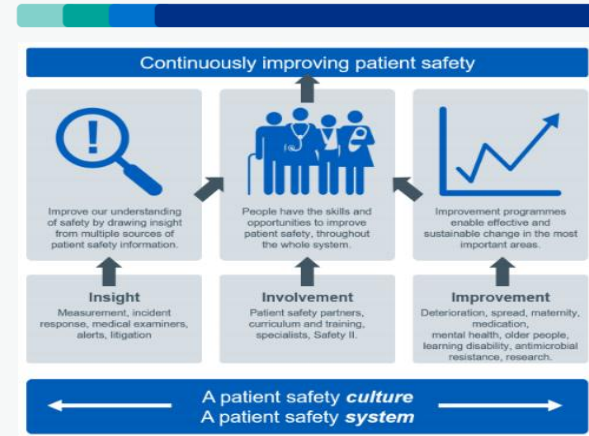 Continuously improving patient safety
!
Improve our understanding
of safety by drawing insight
from multiple sources of
patient safety information.
People have the skills and
opportunities to improve
patient safety, throughout
the whole system.
Improvement programmes
enable effective and
sustainable change in the most
important areas.
Insight
Measurement, incident
response, medical examiners,
alerts, litigation
Involvement
Patient safety partners,
curriculum and training,
specialists, Safety II.
Improvement
Deterioration, spread, maternity,
medication,
mental health, older people,
learning disability, antimicrobial
resistance, research.
A patient safety culture
A patient safety system